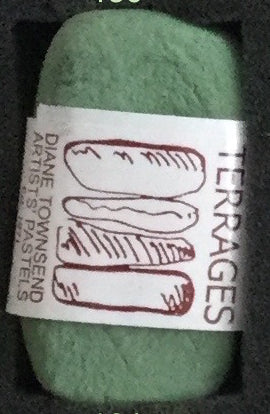 TERRAGES
DIANE TOWNSEND
ARTISTS' PASTELS